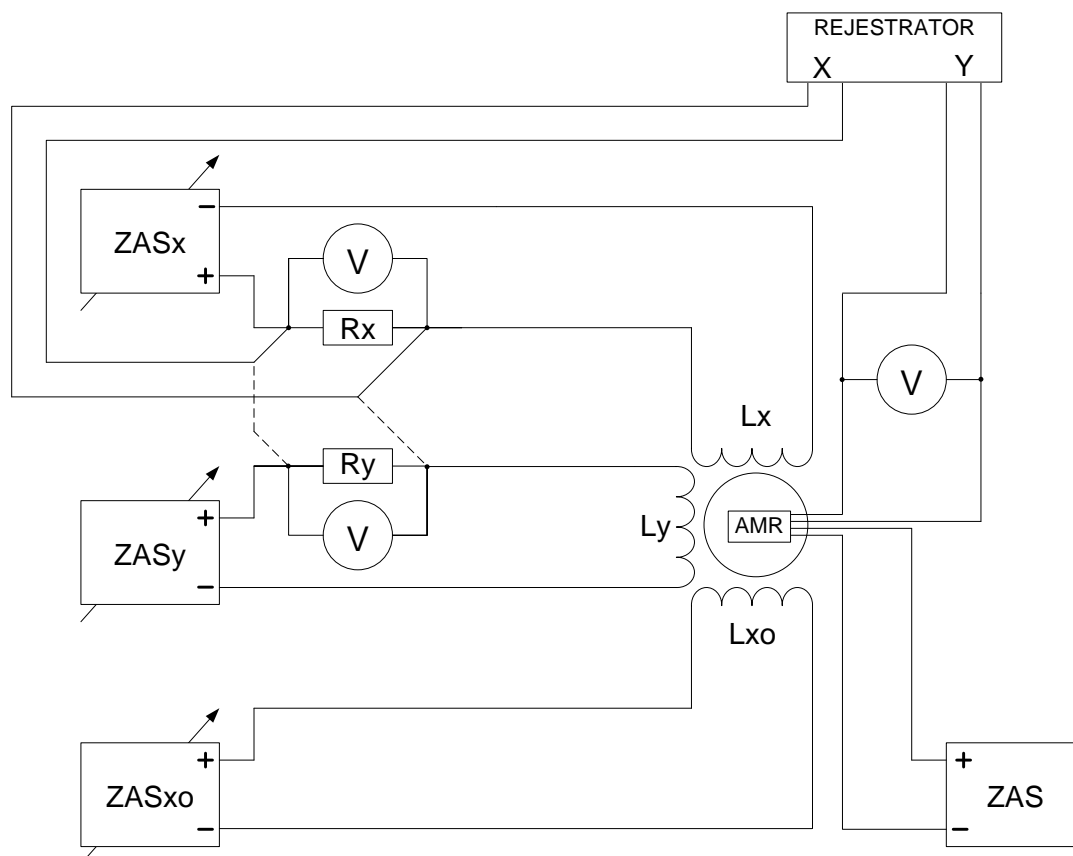 REJESTRATOR
X Y
−
ZASx
+
V
Rx
V
Lx
Ry
+
ZASy
−
V
Ly
AMR
Lxo
+
ZASxo
−
+
ZAS
−